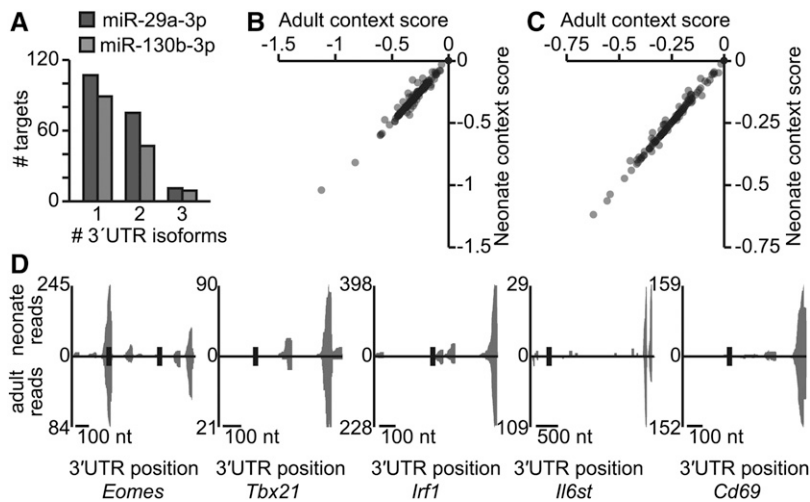 A
miR-29a-3p
miR-130b-3p
120
60
0
# targets
1 2 3
# 3´UTR isoforms
B
Adult context score
-1.5 -1 -0.5 0
0
-0.5
-1
-1.5
Neonate context score
C
Adult context score
-0.75 -0.5 -0.25 0
0
-0.25
-0.5
-0.75
Neonate context score
D
neonate reads
adult reads
245
0
84
100 nt
3′UTR position
Eomes
90
0
21
100 nt
3′UTR position
Tbx21
398
0
228
100 nt
3′UTR position
Irf1
29
0
109
500 nt
3′UTR position
Il6st
159
0
152
100 nt
3′UTR position
Cd69